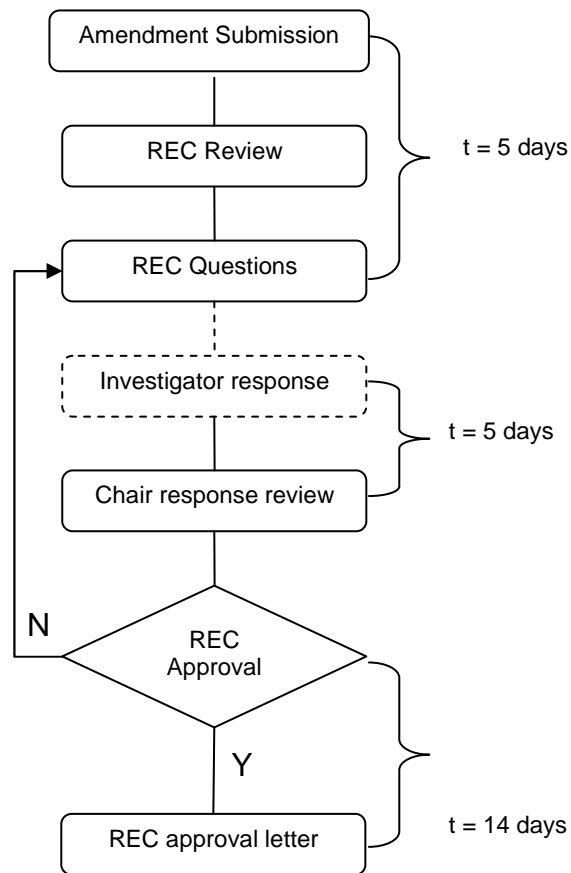 Amendment Submission
REC Review
t = 5 days
REC Questions
Investigator response
t = 5 days
Chair response review
N
REC
Approval
Y
REC approval letter
t = 14 days